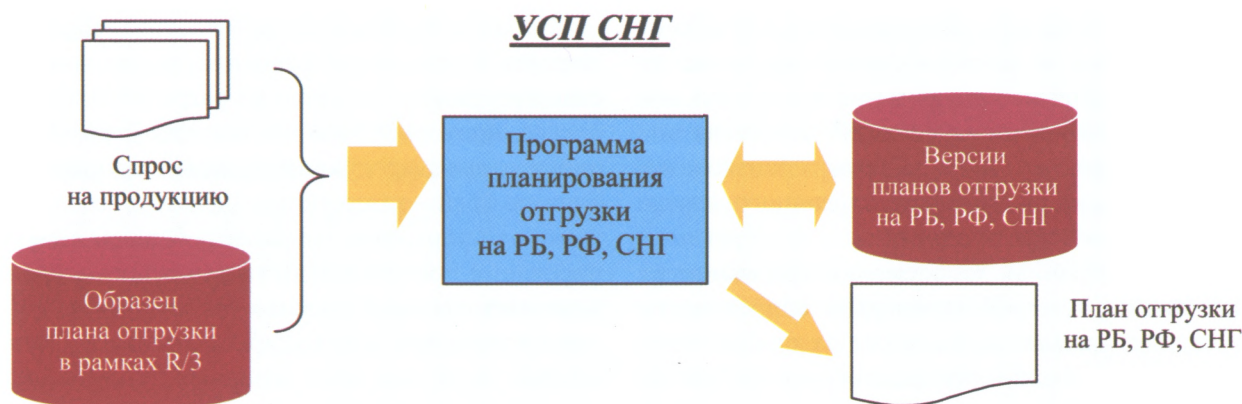 УСП СНГ
Спрос
на продукцию
Образец
плана отгрузки
в рамках R/3
Программа
планирования
отгрузки
на РБ, РФ, СНГ
Версии
планов отгрузки
на РБ, РФ, СНГ
План отгрузки
на РБ, РФ, СНГ